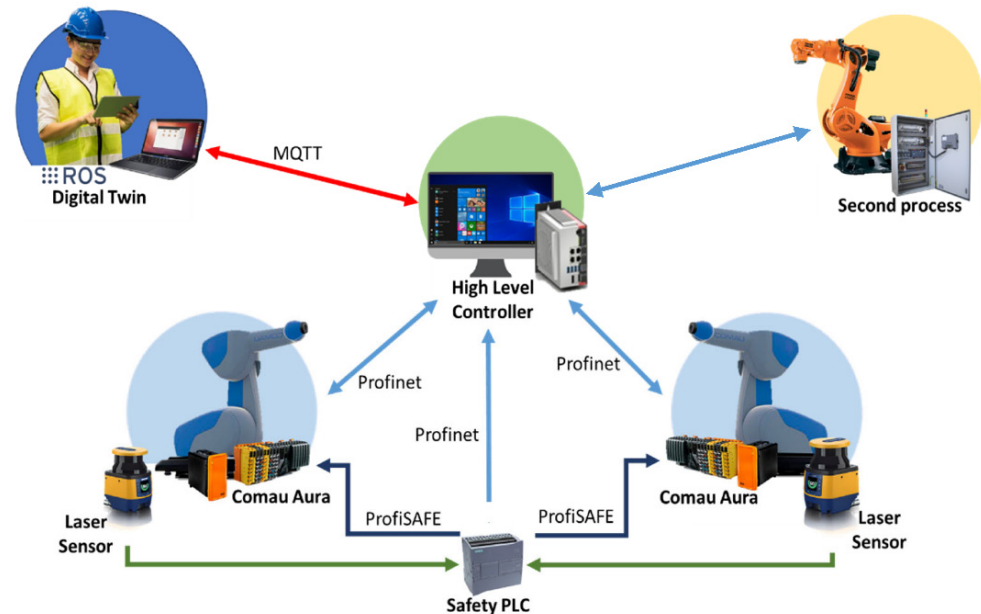 MQTT
ROS
Digital Twin
Second process
High Level
Controller
Profinet
Profinet
Profinet
Comau Aura
Comau Aura
ProfiSAFE
ProfiSAFE
Laser
Sensor
Laser
Sensor
Safety PLC